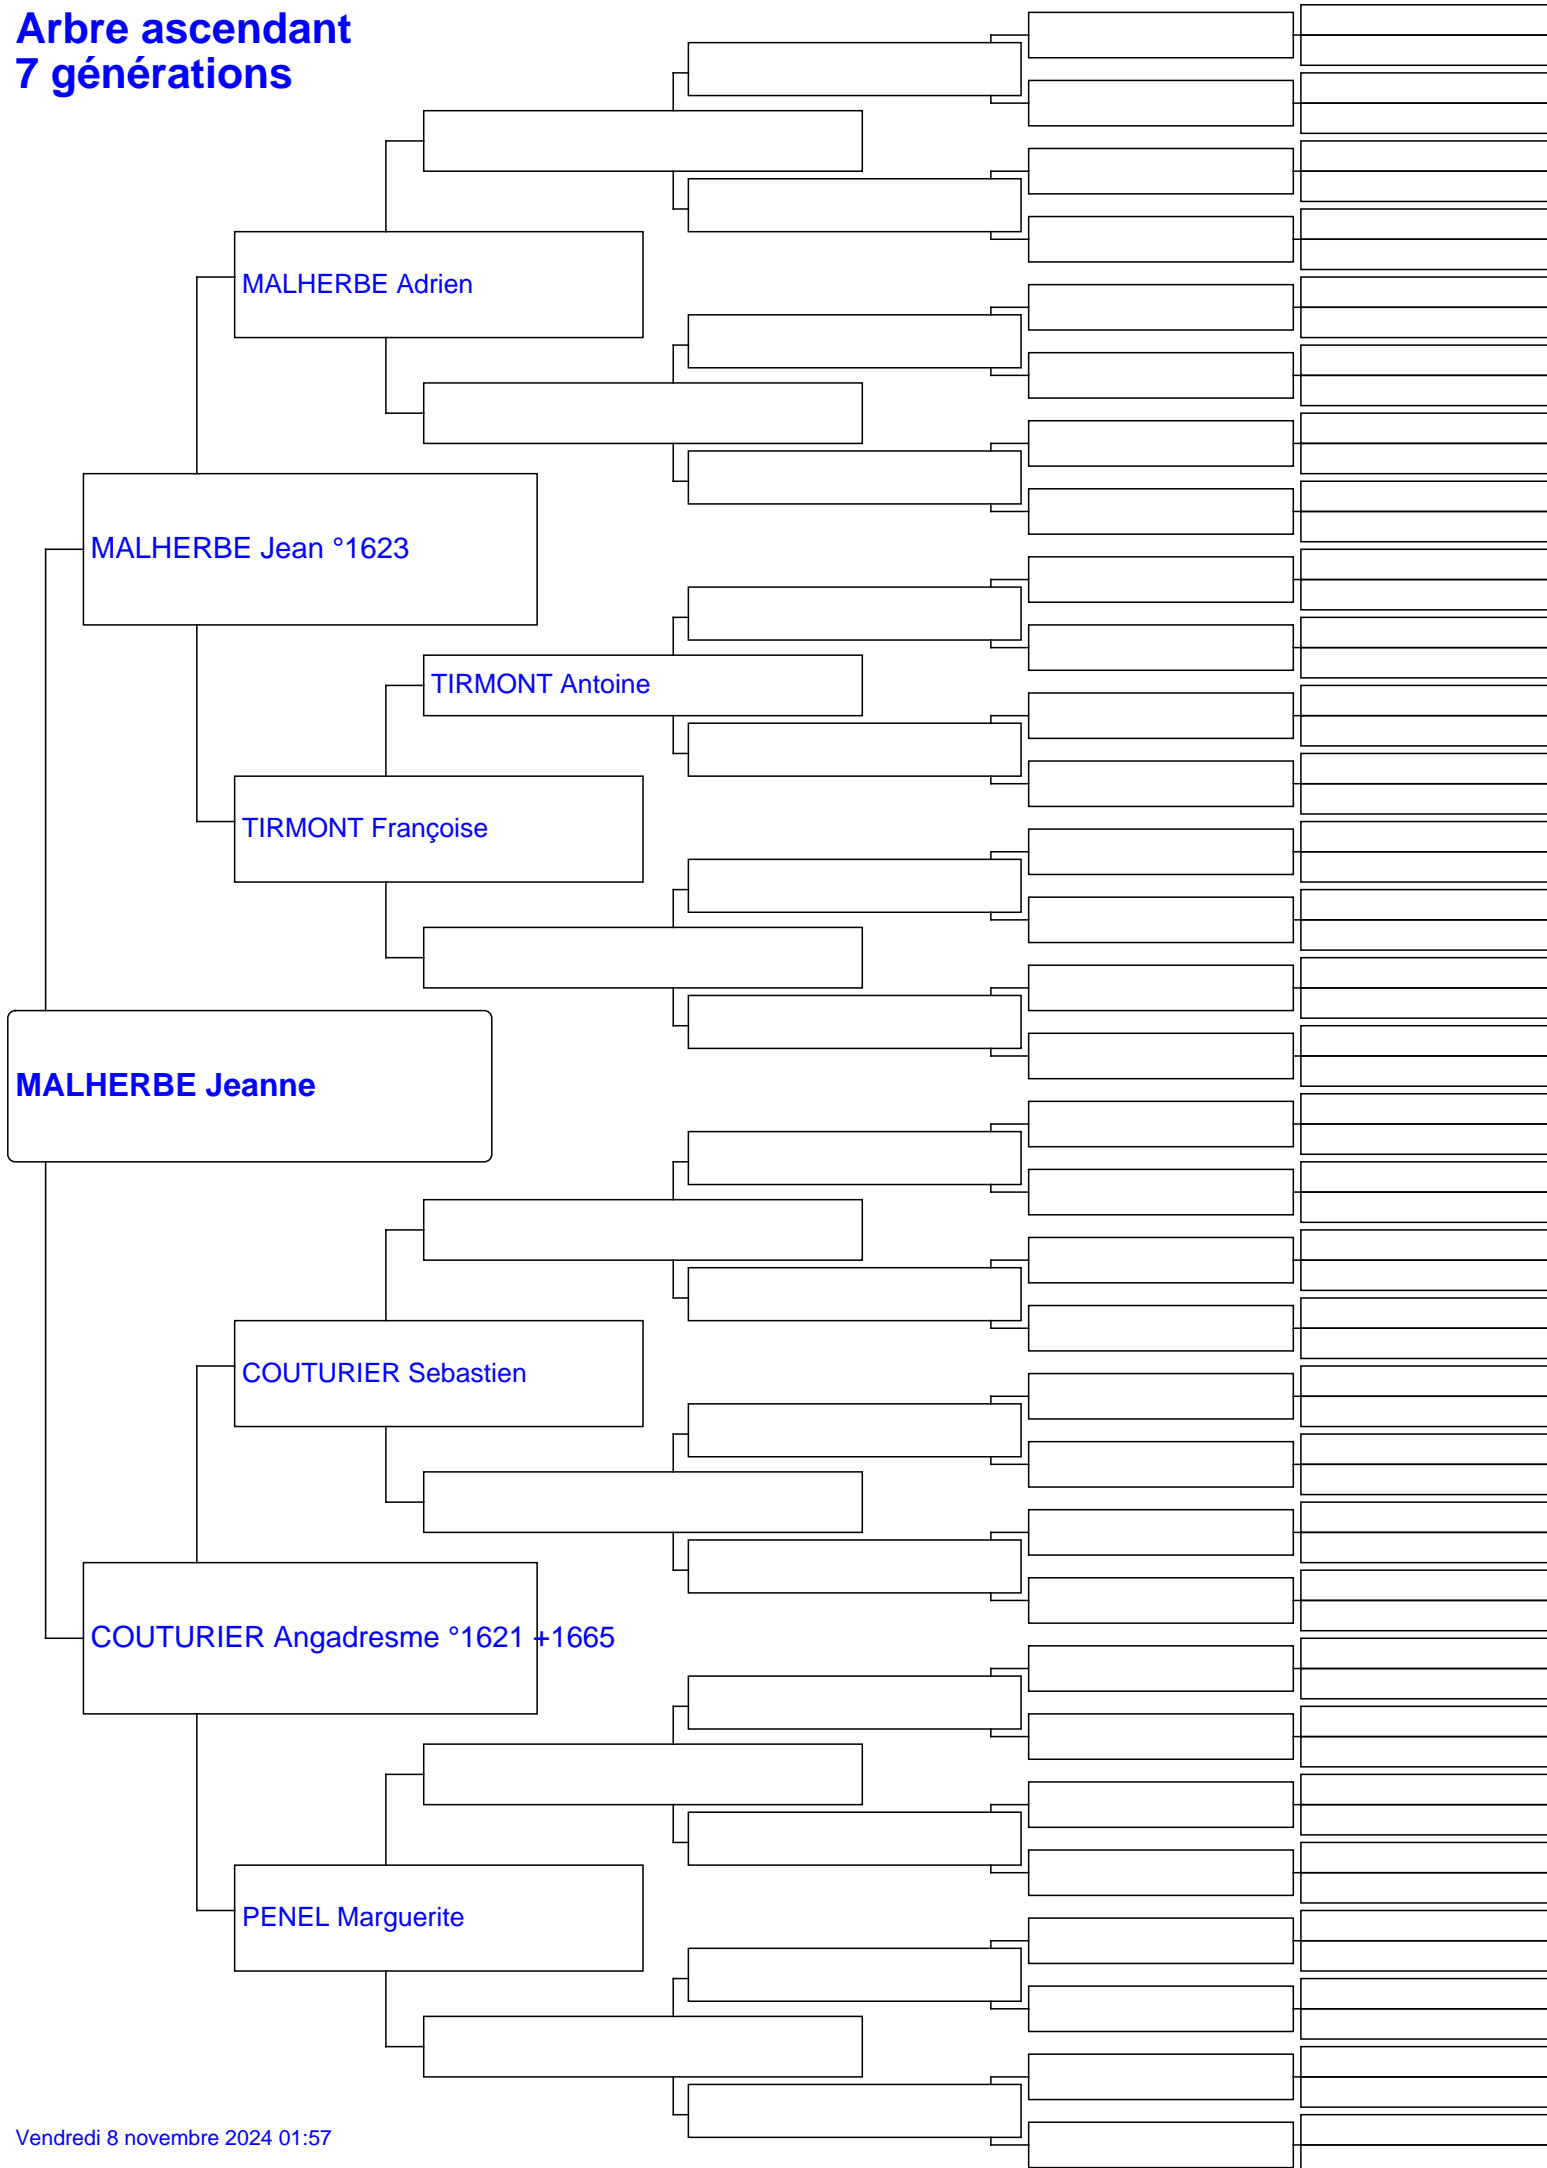 Arbre ascendant
7 générations
MALHERBE Adrien
MALHERBE Jean °1623
TIRMONT Antoine
TIRMONT Françoise
MALHERBE Jeanne
COUTURIER Sebastien
COUTURIER Angadresme °1621 +1665
PENEL Marguerite
Vendredi 8 novembre 2024 01:57